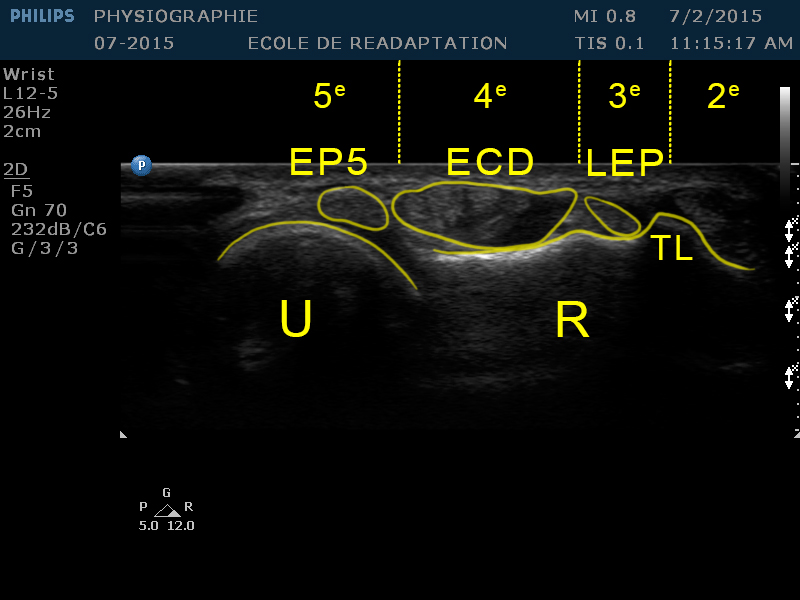 PHILIPS PHYSIOGRAPHIE MI 0.8 7/2/2015
07-2015 ECOLE DE READAPTATION TIS 0.1 11:15:17 AM
Wrist
L12-5
26Hz
2cm
2D
F5
Gn 70
232dB/C6
G/3/3
5e 4e 3e 2e
P
EP5 ECD LEP
TL
U R
G
P R
5.0 12.0